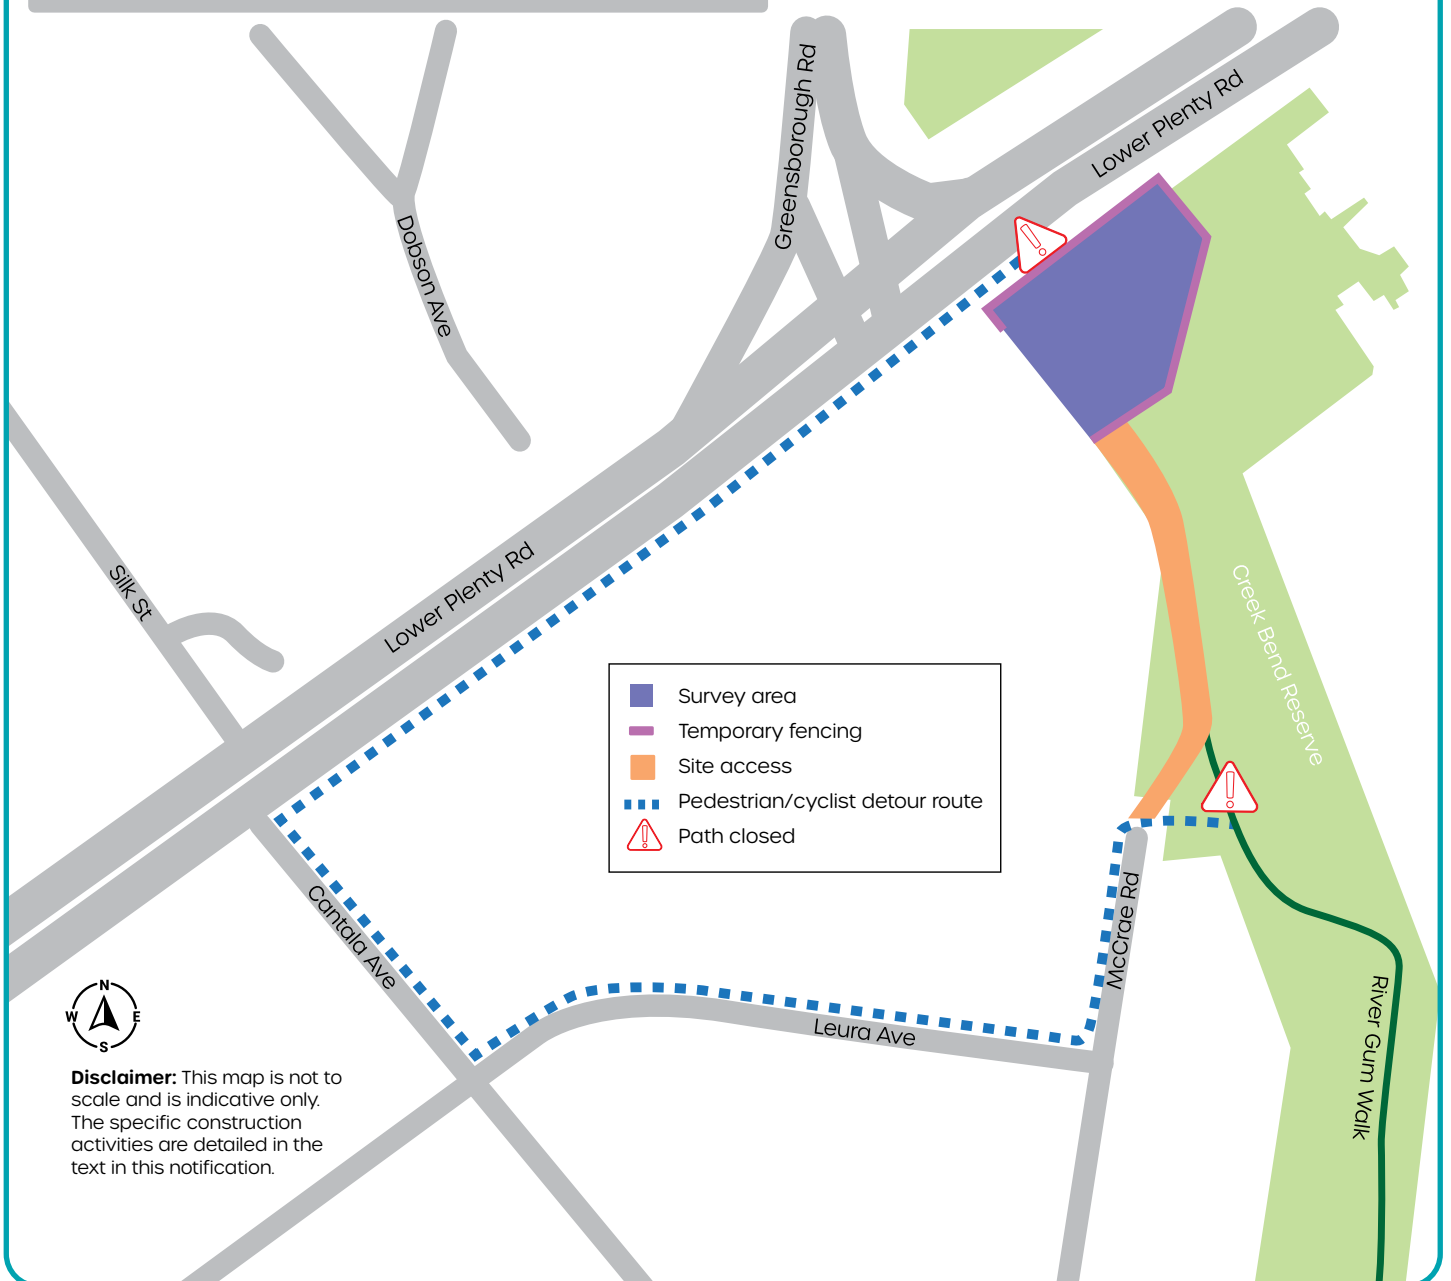 Greensborough Rd
Lower Plenty Rd
Dobson Ave
Silk St
Lower Plenty Rd
Creek Bend Reserve
Survey area
Temporary fencing
Site access
Pedestrian/cyclist detour route
Path closed
Cantala Ave
McCrae Rd
Leura Ave
River Gum Walk
N
W E
S
Disclaimer: This map is not to
scale and is indicative only.
The specific construction
activities are detailed in the
text in this notification.